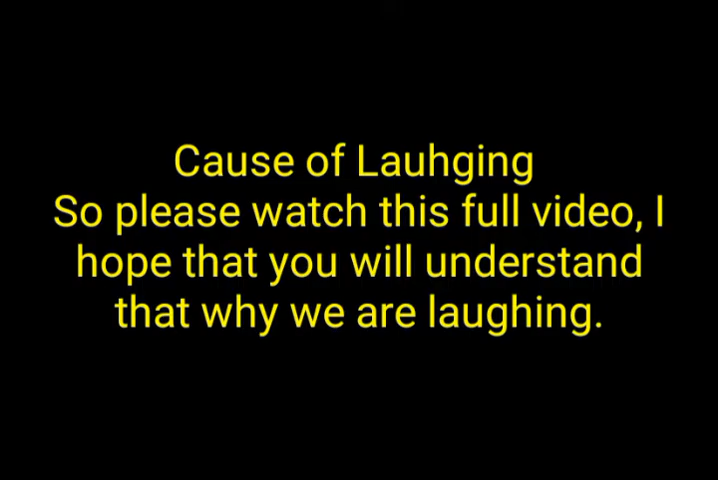 Cause of Lauhging
So please watch this full video, I
hope that you will understand
that why we are laughing.